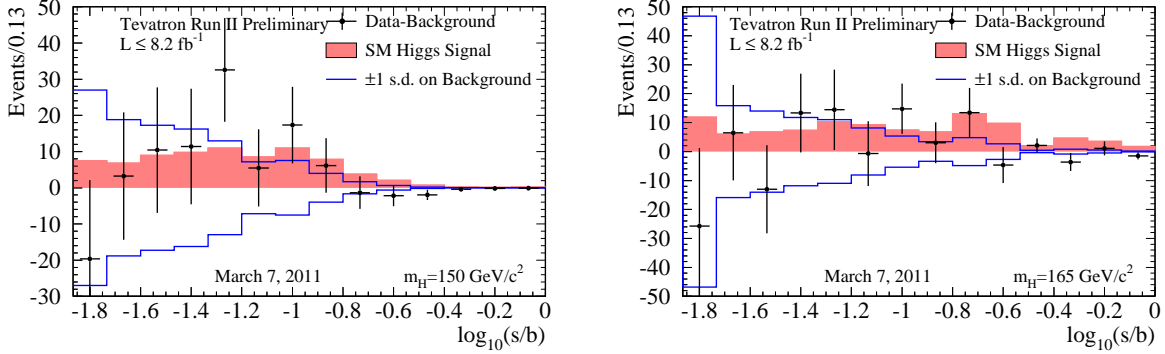 Events/0.13
50
40
30
20
10
0
-10
-20
-30
Tevatron Run II Preliminary
L ≤ 8.2 fb⁻¹
Data-Background
SM Higgs Signal
±1 s.d. on Background
March 7, 2011
m_H=150 GeV/c²
-1.8 -1.6 -1.4 -1.2 -1 -0.8 -0.6 -0.4 -0.2 0
log₁₀(s/b)
Events/0.13
50
40
30
20
10
0
-10
-20
-30
-40
-50
Tevatron Run II Preliminary
L ≤ 8.2 fb⁻¹
Data-Background
SM Higgs Signal
±1 s.d. on Background
March 7, 2011
m_H=165 GeV/c²
-1.8 -1.6 -1.4 -1.2 -1 -0.8 -0.6 -0.4 -0.2 0
log₁₀(s/b)